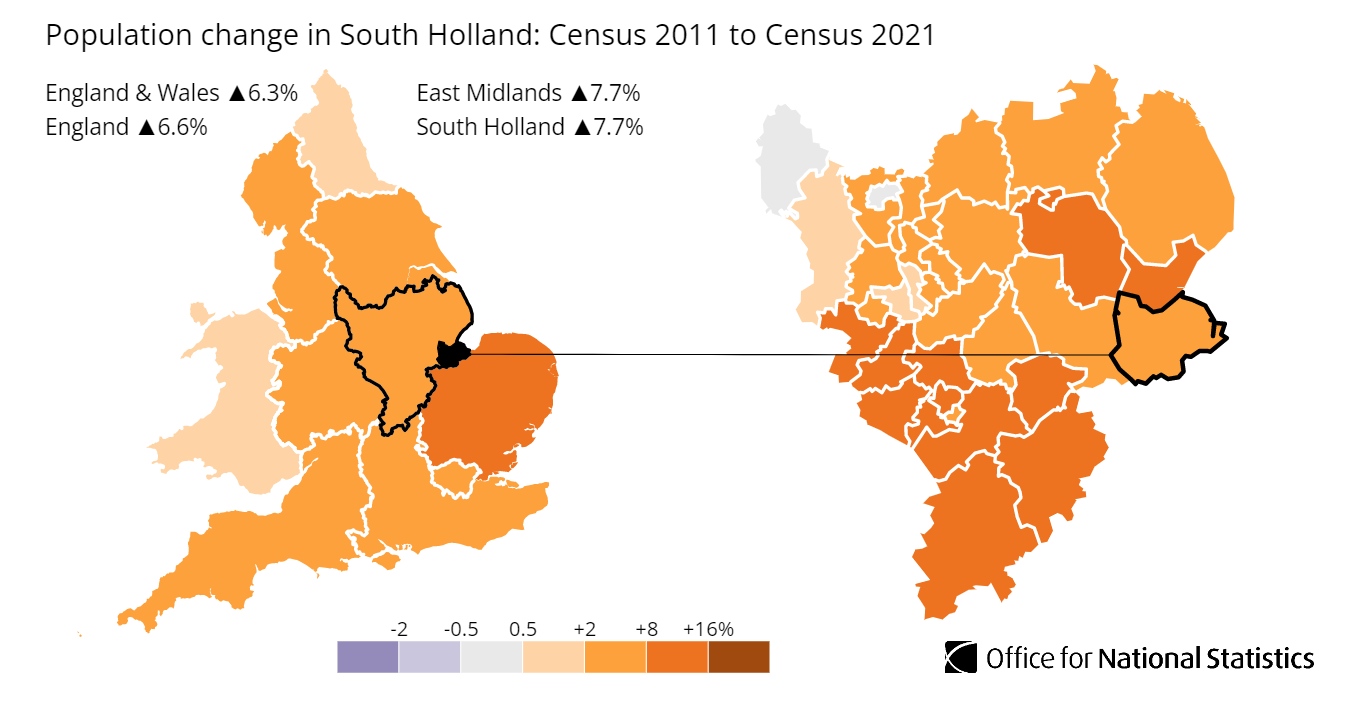 Population change in South Holland: Census 2011 to Census 2021
England & Wales ▲6.3%
England ▲6.6%
East Midlands ▲7.7%
South Holland ▲7.7%
-2 -0.5 0.5 +2 +8 +16%
Office for National Statistics